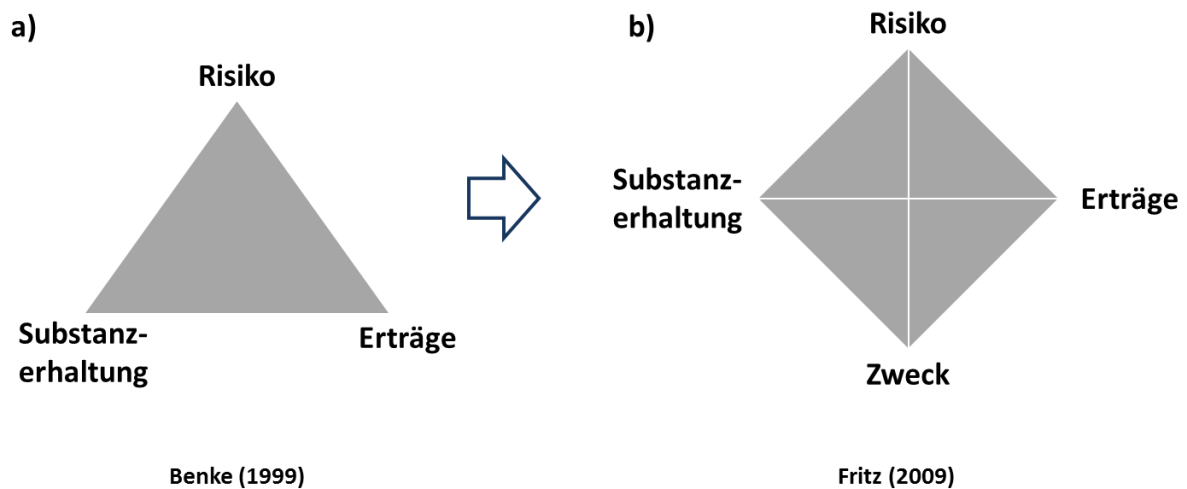 a)
Risiko
Substanz-
erhaltung
Erträge
Benke (1999)
b)
Risiko
Substanz-
erhaltung
Erträge
Zweck
Fritz (2009)